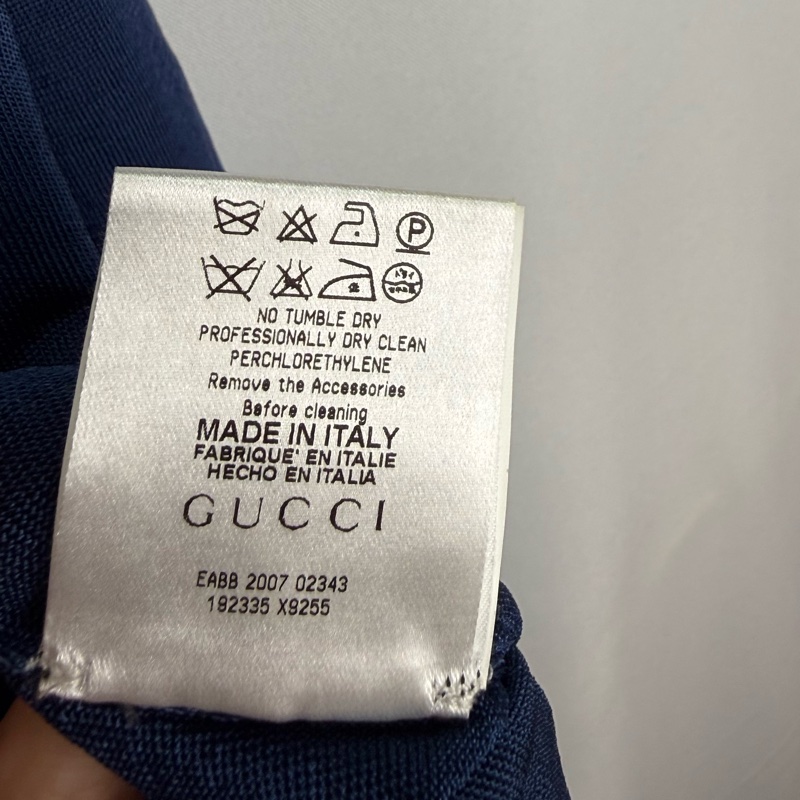 P
NO TUMBLE DRY
PROFESSIONALLY DRY CLEAN
PERCHLORETHYLENE
Remove the Accessories
Before cleaning
MADE IN ITALY
FABRIQUE' EN ITALIE
HECHO EN ITALIA
GUCCI
EABB 2007 02343
192335 X9255